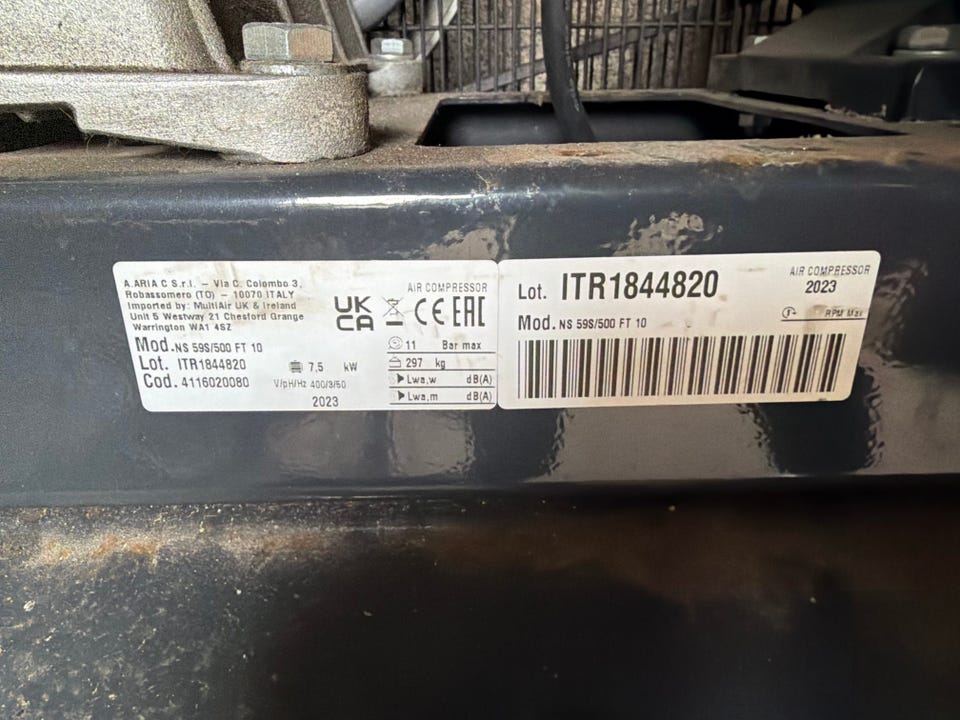 A.ARIA C S.r.l. – Via C. Colombo 3,
Robassomero (TO) – 10070 ITALY
Imported by: MultiAir UK & Ireland
Unit 5 Westway 21 Chesford Grange
Warrington WA1 4SZ
Mod. NS 59S/500 FT 10
Lot. ITR1844820
Cod. 4116020080
7,5 kW
V/pH/Hz 400/3/50
2023
UK
CA
CE EAC
AIR COMPRESSOR
11 Bar max
297 kg
Lwa,w dB(A)
Lwa,m dB(A)
Lot. ITR1844820
AIR COMPRESSOR
2023
RPM Max
Mod. NS 59S/500 FT 10